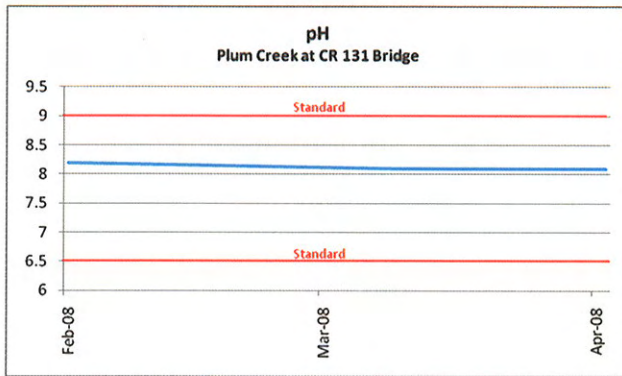 pH
Plum Creek at CR 131 Bridge
9.5
Standard
9
8.5
8
7.5
7
Standard
6.5
6
Feb-08
Mar-08
Apr-08